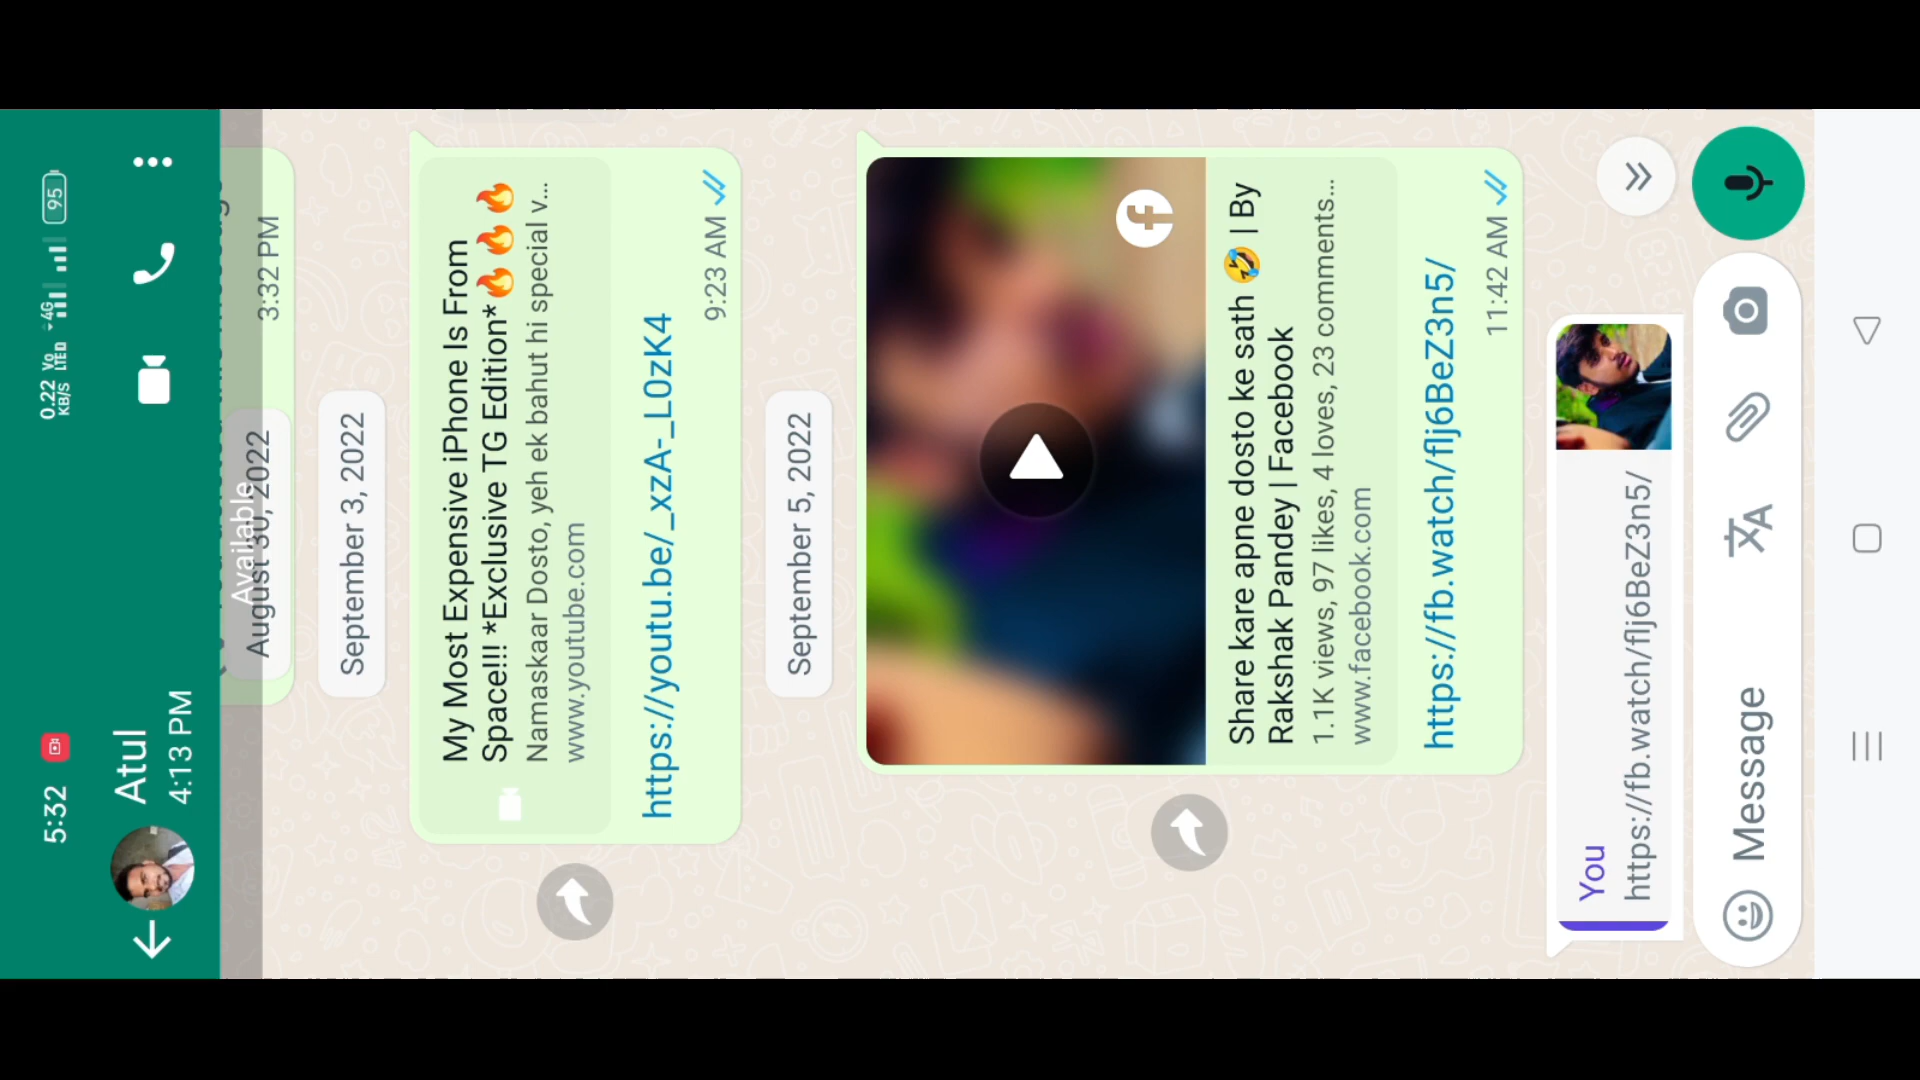 5:32
0.22
KB/S
Vo
LTE
4G
95
Atul
4:13 PM
Available
3:32 PM
August 30, 2022
September 3, 2022
My Most Expensive iPhone Is From
Space!!! *Exclusive TG Edition*🔥🔥🔥
Namaskaar Dosto, yeh ek bahut hi special v...
www.youtube.com
https://youtu.be/_xzA-_L0zK4
9:23 AM
September 5, 2022
Share kare apne dosto ke sath 🤣 | By
Rakshak Pandey | Facebook
1.1K views, 97 likes, 4 loves, 23 comments...
www.facebook.com
https://fb.watch/flj6BeZ3n5/
11:42 AM
You
https://fb.watch/flj6BeZ3n5/
Message